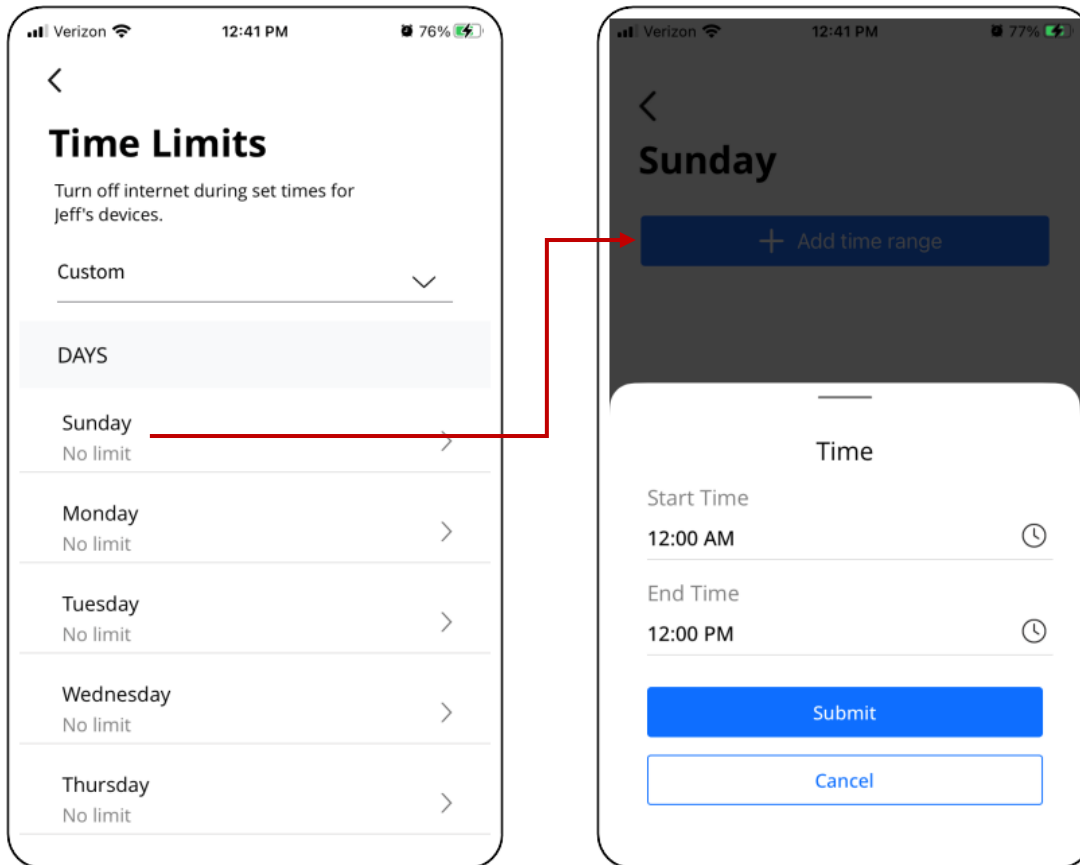 Verizon 12:41 PM 76%
Time Limits
Turn off internet during set times for
Jeff's devices.
Custom
DAYS
Sunday
No limit
Monday
No limit
Tuesday
No limit
Wednesday
No limit
Thursday
No limit
Verizon 12:41 PM 77%
Sunday
Add time range
Time
Start Time
12:00 AM
End Time
12:00 PM
Submit
Cancel